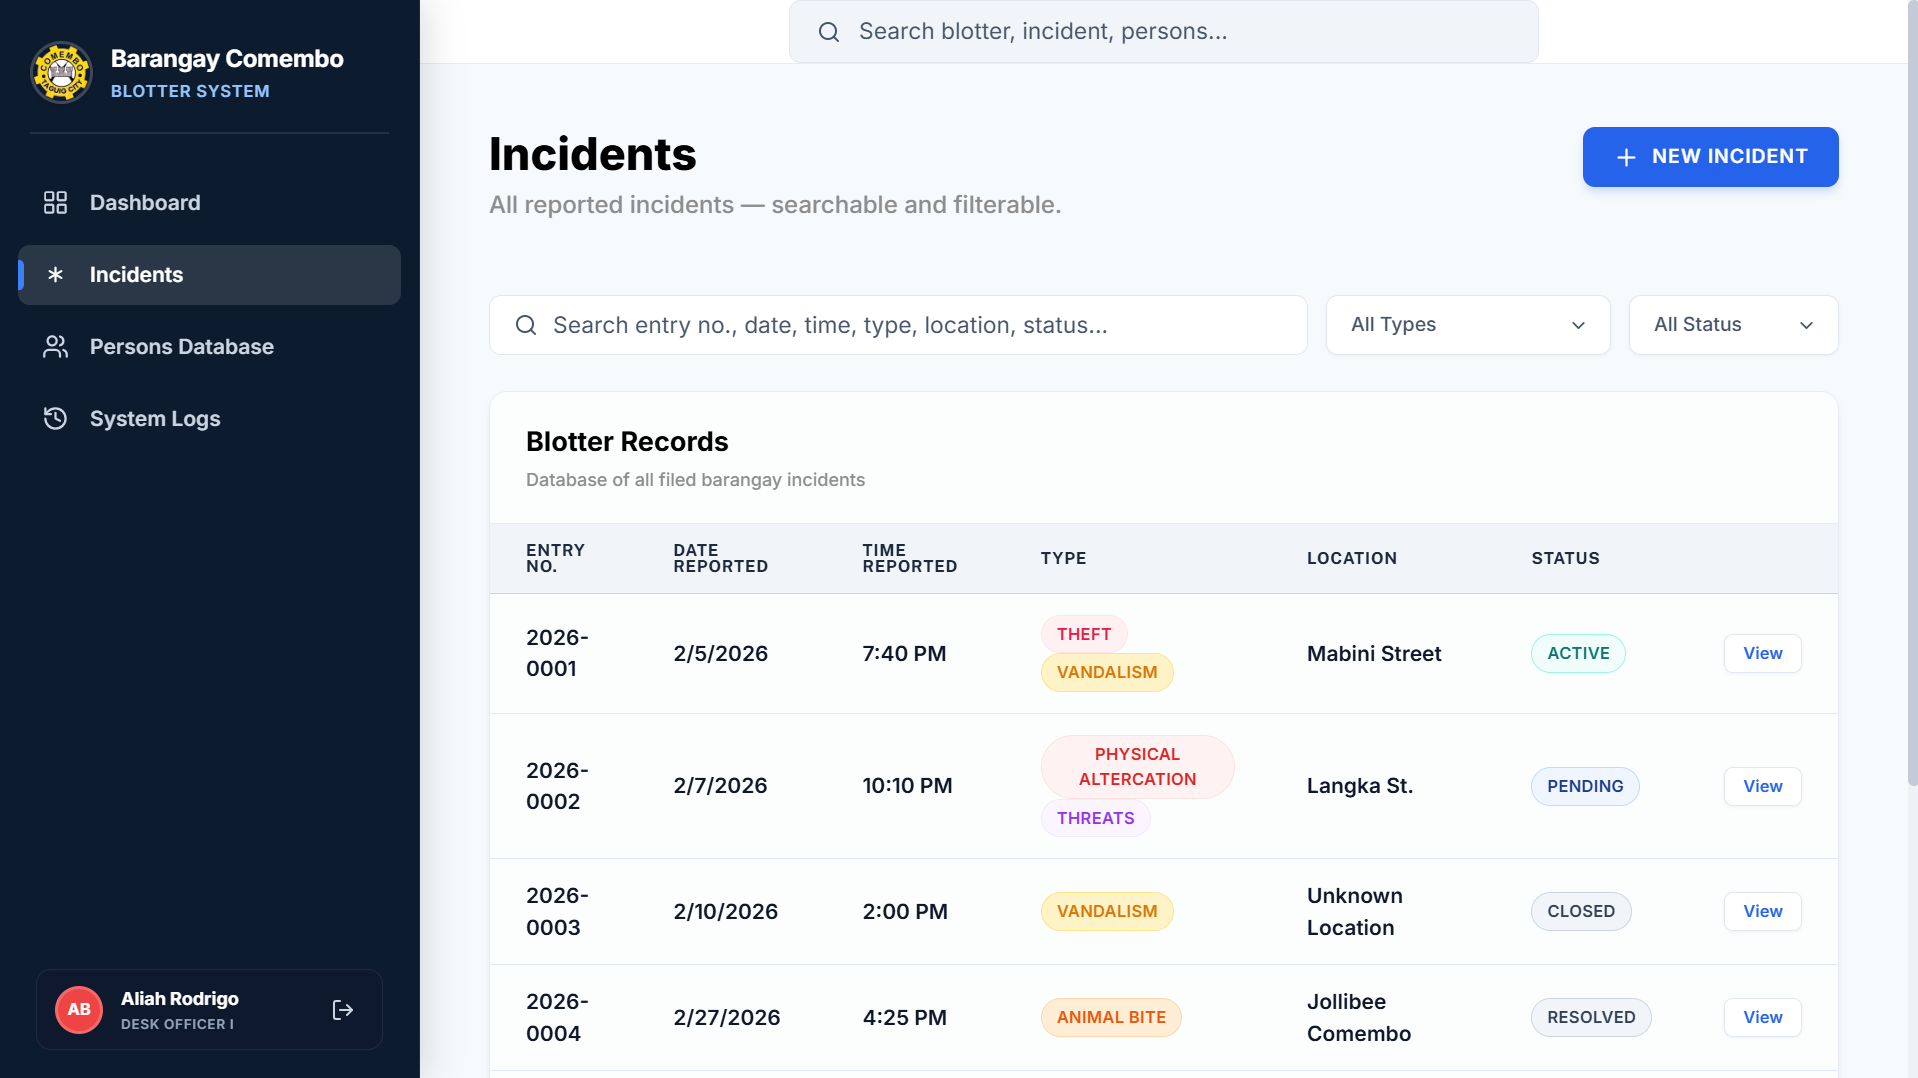 COMEMBO
TAGUIG CITY
Barangay Comembo
BLOTTER SYSTEM
Dashboard
Incidents
Persons Database
System Logs
AB
Aliah Rodrigo
DESK OFFICER I
Search blotter, incident, persons...
Incidents
All reported incidents — searchable and filterable.
NEW INCIDENT
Search entry no., date, time, type, location, status...
All Types
All Status
Blotter Records
Database of all filed barangay incidents
ENTRY NO.
DATE REPORTED
TIME REPORTED
TYPE
LOCATION
STATUS
2026-0001
2/5/2026
7:40 PM
THEFT
VANDALISM
Mabini Street
ACTIVE
View
2026-0002
2/7/2026
10:10 PM
PHYSICAL ALTERCATION
THREATS
Langka St.
PENDING
View
2026-0003
2/10/2026
2:00 PM
VANDALISM
Unknown Location
CLOSED
View
2026-0004
2/27/2026
4:25 PM
ANIMAL BITE
Jollibee Comembo
RESOLVED
View